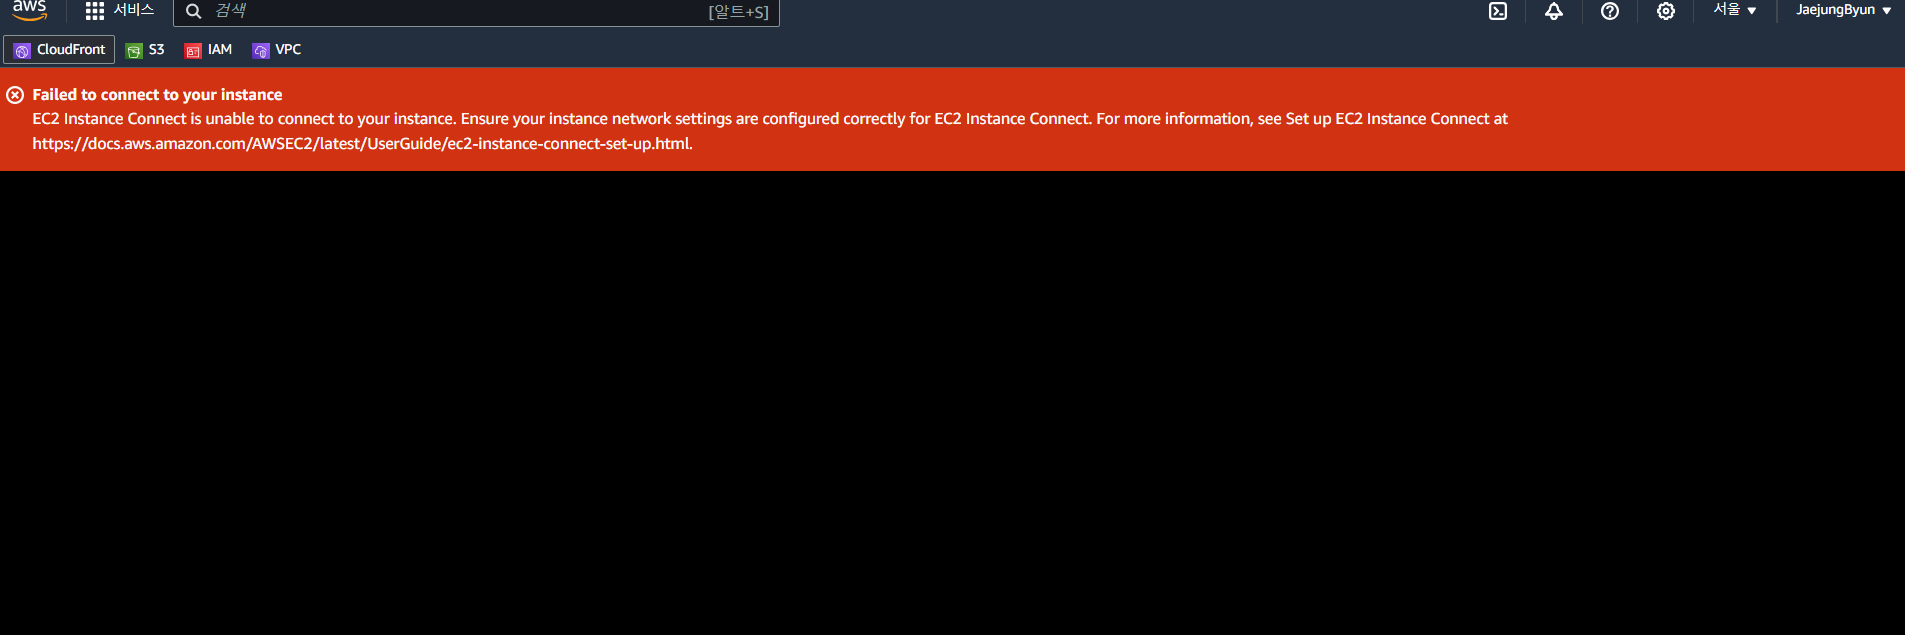 aws 서비스 검색 [알트+S] 서울 JaejungByun
CloudFront S3 IAM VPC
Failed to connect to your instance
EC2 Instance Connect is unable to connect to your instance. Ensure your instance network settings are configured correctly for EC2 Instance Connect. For more information, see Set up EC2 Instance Connect at
https://docs.aws.amazon.com/AWSEC2/latest/UserGuide/ec2-instance-connect-set-up.html.